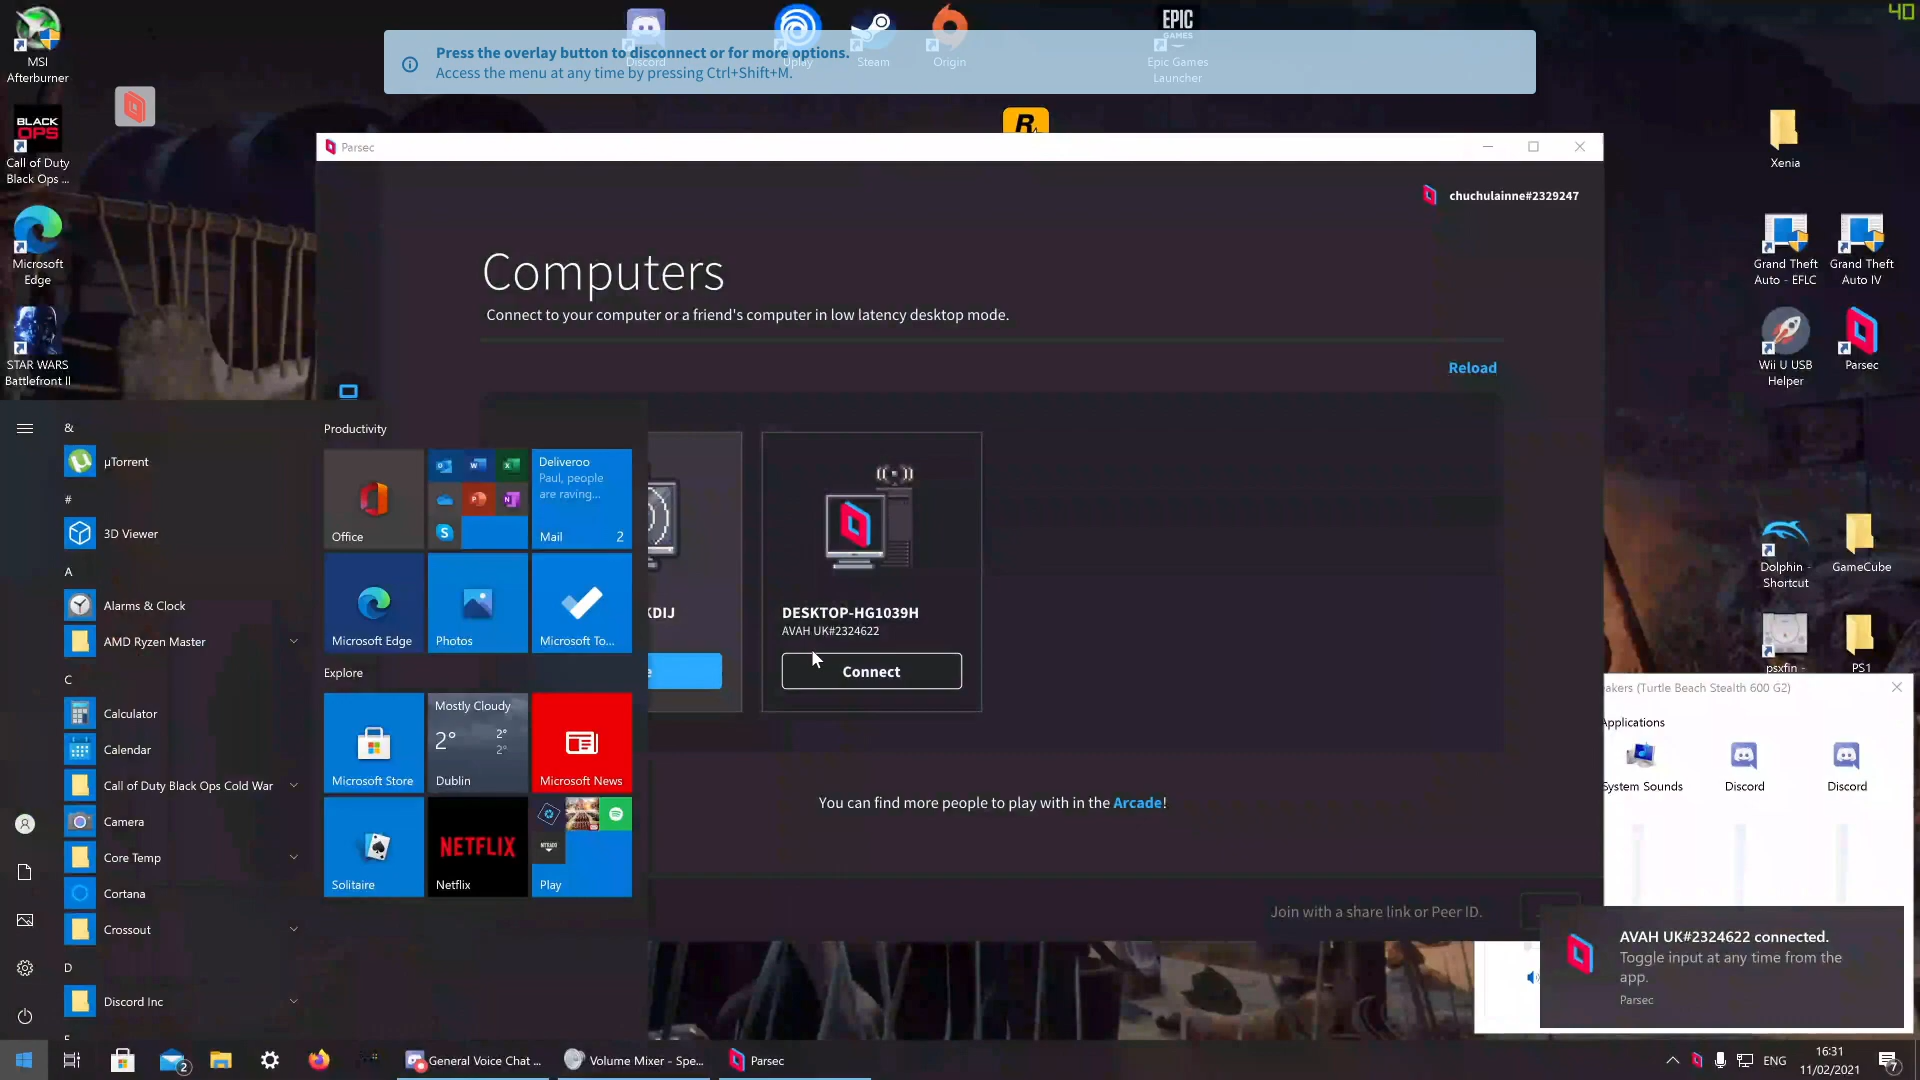 40
MSI
Afterburner
Discord
Uplay
Steam
Origin
EPIC
GAMES
Epic Games
Launcher
Press the overlay button to disconnect or for more options.
Access the menu at any time by pressing Ctrl+Shift+M.
BLACK
OPS
Call of Duty
Black Ops ...
Microsoft
Edge
STAR WARS
Battlefront II
Xenia
Grand Theft
Auto - EFLC
Grand Theft
Auto IV
Wii U USB
Helper
Parsec
Dolphin -
Shortcut
GameCube
psxfin -
PS1
Parsec
chuchulainne#2329247
Computers
Connect to your computer or a friend's computer in low latency desktop mode.
Reload
KDIJ
e
DESKTOP-HG1039H
AVAH UK#2324622
Connect
You can find more people to play with in the Arcade!
Join with a share link or Peer ID.
&
µTorrent
#
3D Viewer
A
Alarms & Clock
AMD Ryzen Master
C
Calculator
Calendar
Call of Duty Black Ops Cold War
Camera
Core Temp
Cortana
Crossout
D
Discord Inc
Productivity
Office
Deliveroo
Paul, people
are raving...
Mail 2
Microsoft Edge
Photos
Microsoft To...
Explore
Microsoft Store
Mostly Cloudy
2° 2°
2°
Dublin
Microsoft News
Solitaire
NETFLIX
Netflix
Play
akers (Turtle Beach Stealth 600 G2)
Applications
System Sounds
Discord
Discord
AVAH UK#2324622 connected.
Toggle input at any time from the
app.
Parsec
2
General Voice Chat ...
Volume Mixer - Spe...
Parsec
ENG
16:31
11/02/2021
7